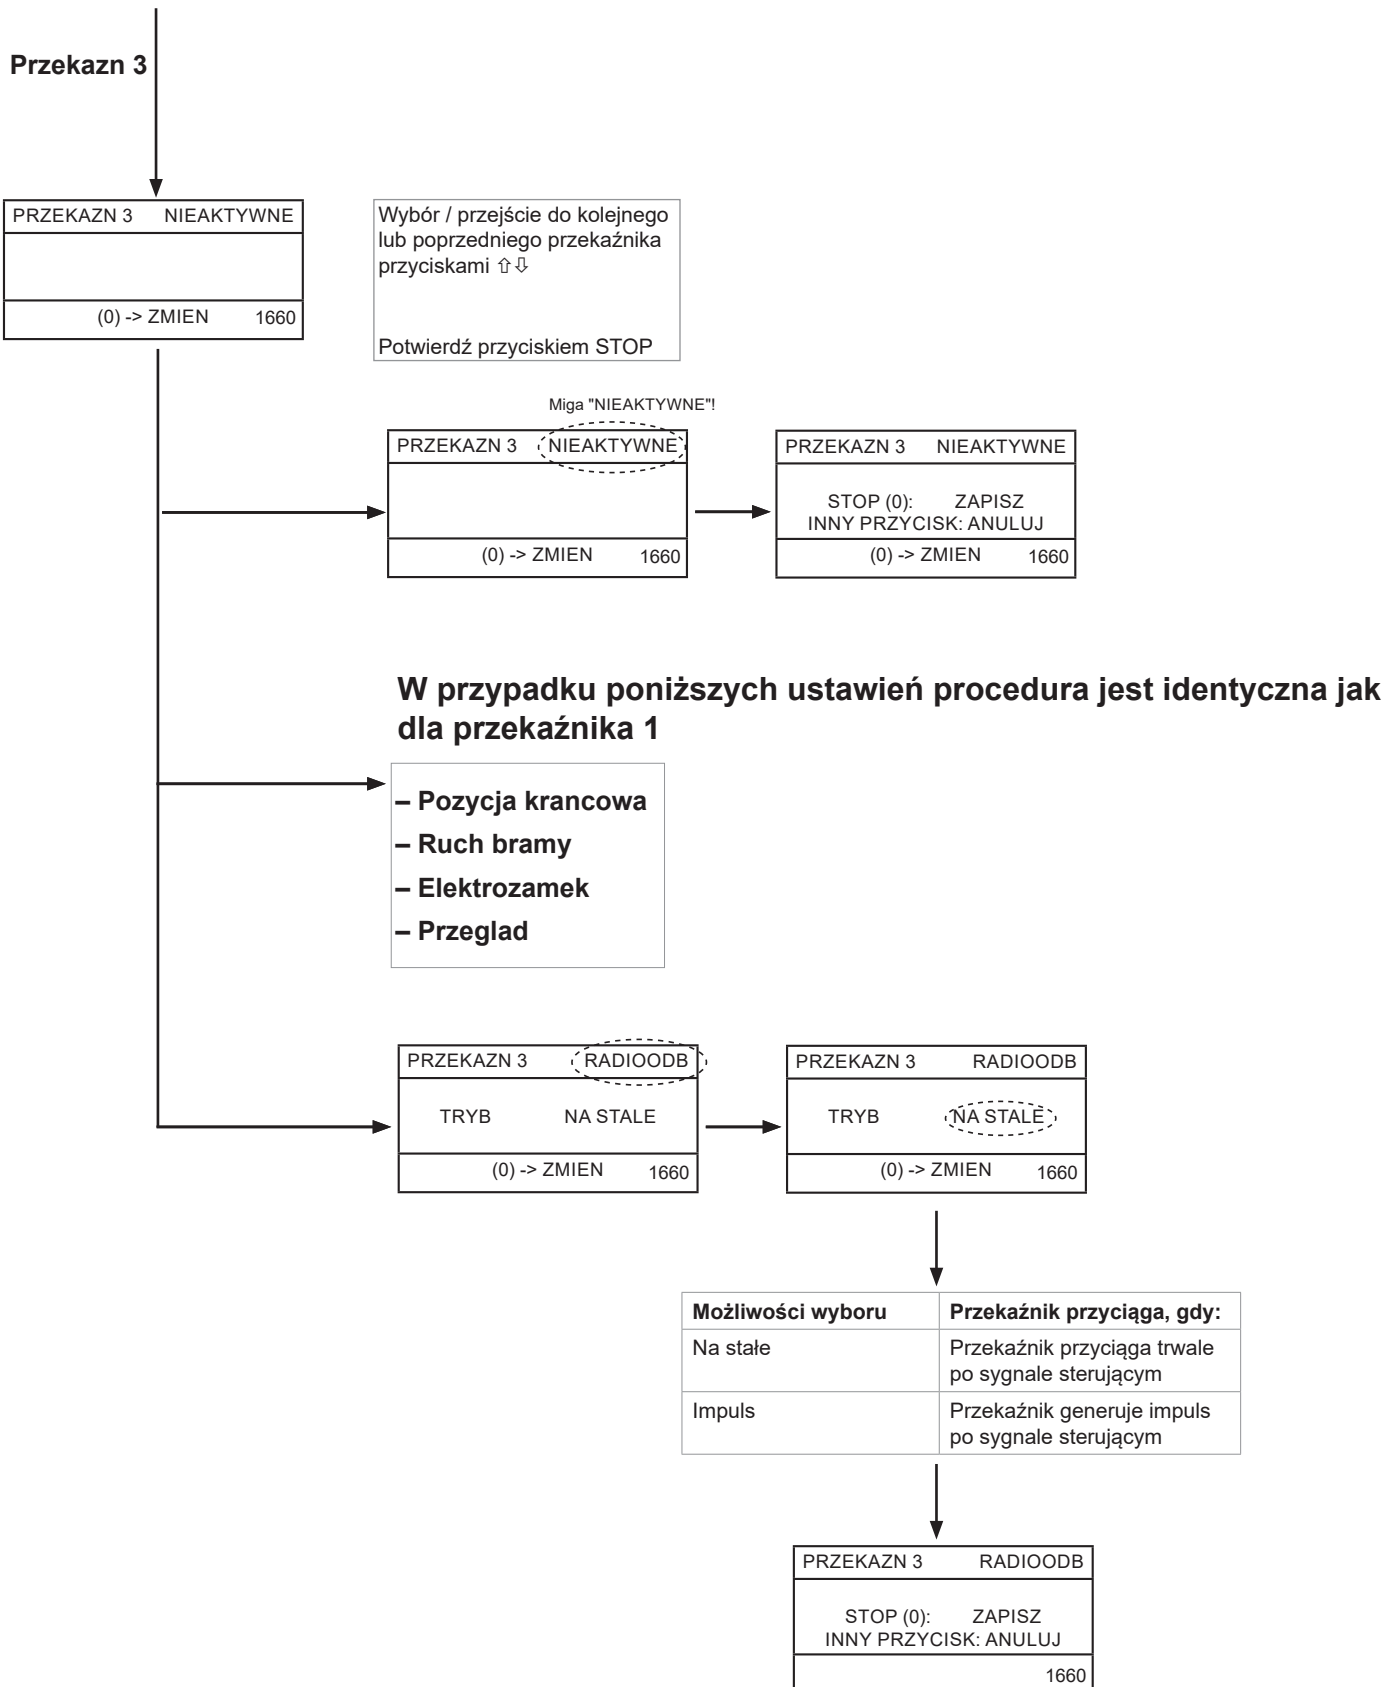 Przekazn 3
PRZEKAZN 3 NIEAKTYWNE
(0) -> ZMIEN 1660
Wybór / przejście do kolejnego
lub poprzedniego przekaźnika
przyciskami ⇧⇩
Potwierdź przyciskiem STOP
Miga "NIEAKTYWNE"!
PRZEKAZN 3 NIEAKTYWNE
(0) -> ZMIEN 1660
PRZEKAZN 3 NIEAKTYWNE
STOP (0): ZAPISZ
INNY PRZYCISK: ANULUJ
(0) -> ZMIEN 1660
W przypadku poniższych ustawień procedura jest identyczna jak
dla przekaźnika 1
– Pozycja krancowa
– Ruch bramy
– Elektrozamek
– Przeglad
PRZEKAZN 3 RADIOODB
TRYB NA STALE
(0) -> ZMIEN 1660
PRZEKAZN 3 RADIOODB
TRYB NA STALE
(0) -> ZMIEN 1660
Możliwości wyboru Przekaźnik przyciąga, gdy:
Na stałe Przekaźnik przyciąga trwale
po sygnale sterującym
Impuls Przekaźnik generuje impuls
po sygnale sterującym
PRZEKAZN 3 RADIOODB
STOP (0): ZAPISZ
INNY PRZYCISK: ANULUJ
1660